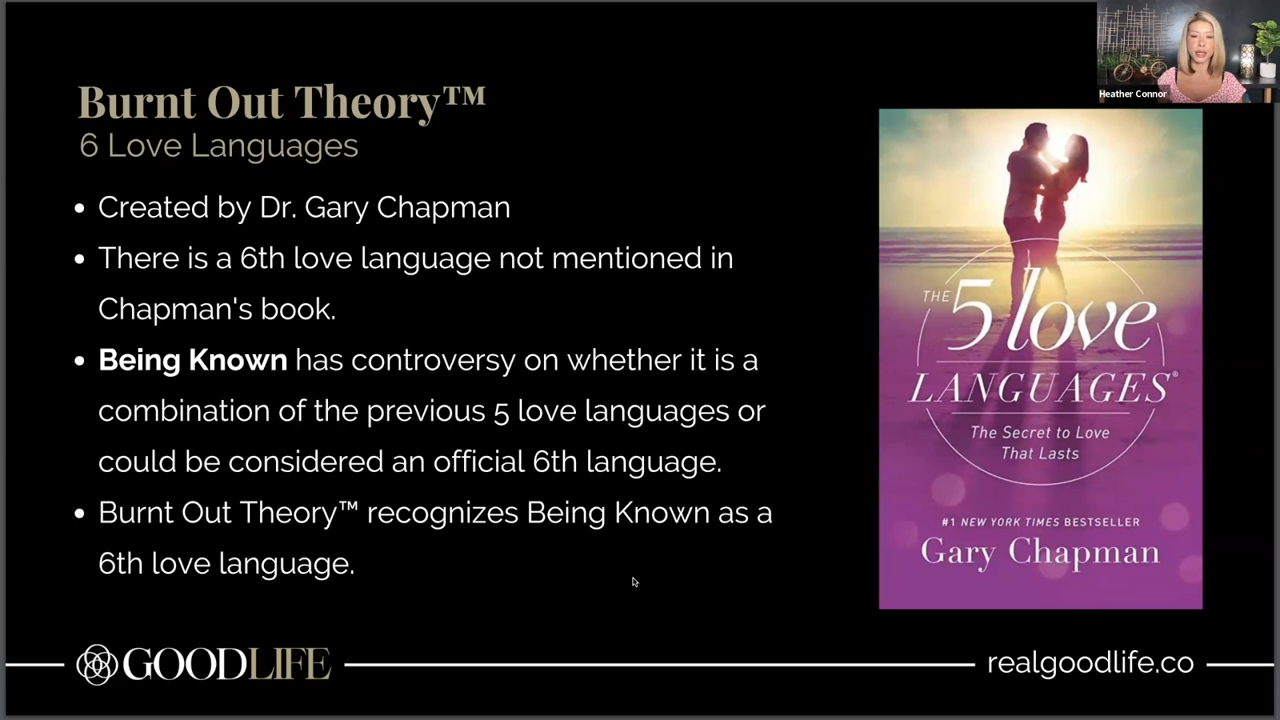 Heather Connor
Burnt Out Theory™
6 Love Languages
• Created by Dr. Gary Chapman
• There is a 6th love language not mentioned in
Chapman's book.
• Being Known has controversy on whether it is a
combination of the previous 5 love languages or
could be considered an official 6th language.
• Burnt Out Theory™ recognizes Being Known as a
6th love language.
THE 5 love
LANGUAGES®
The Secret to Love
That Lasts
#1 NEW YORK TIMES BESTSELLER
Gary Chapman
GOODLIFE
realgoodlife.co